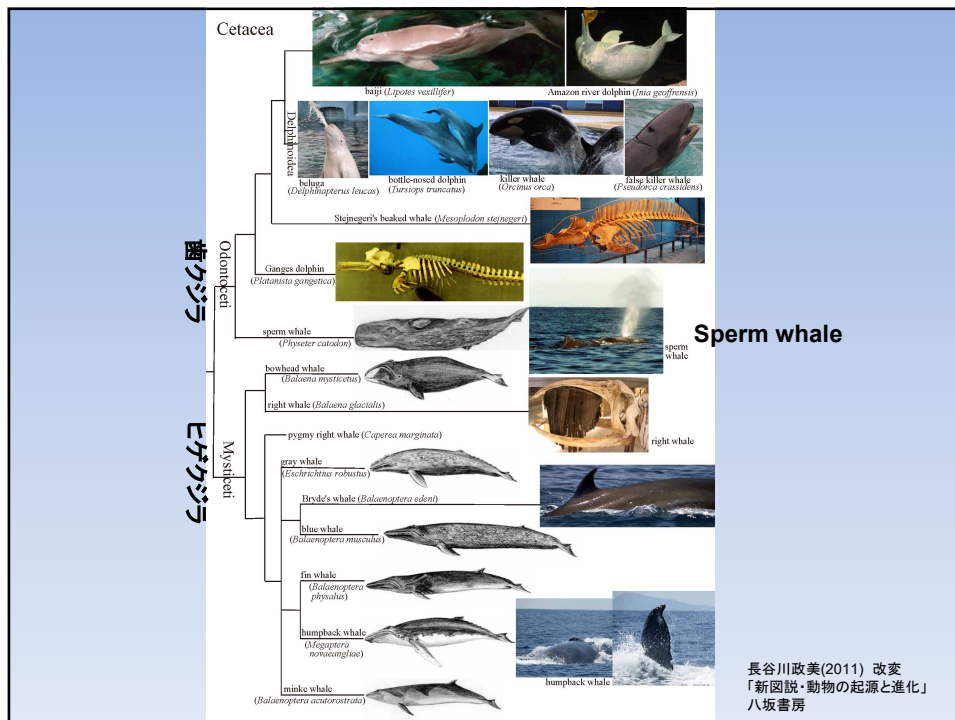 Cetacea
baiji (Lipotes vexillifer)
Amazon river dolphin (Inia geoffrensis)
Delphinoidea
beluga
(Delphinapterus leucas)
bottle-nosed dolphin
(Tursiops truncatus)
killer whale
(Orcinus orca)
false killer whale
(Pseudorca crassidens)
Stejnegeri's beaked whale (Mesoplodon stejnegeri)
歯クジラ
Odontoceti
Ganges dolphin
(Platanista gangetica)
sperm whale
(Physeter catodon)
sperm
whale
Sperm whale
bowhead whale
(Balaena mysticetus)
right whale (Balaena glacialis)
right whale
ヒゲクジラ
Mysticeti
pygmy right whale (Caperea marginata)
gray whale
(Eschrichtius robustus)
Bryde's whale (Balaenoptera edeni)
blue whale
(Balaenoptera musculus)
fin whale
(Balaenoptera
physalus)
humpback whale
(Megaptera
novaeangliae)
humpback whale
minke whale
(Balaenoptera acutorostrata)
長谷川政美(2011) 改変
「新図説・動物の起源と進化」
八坂書房